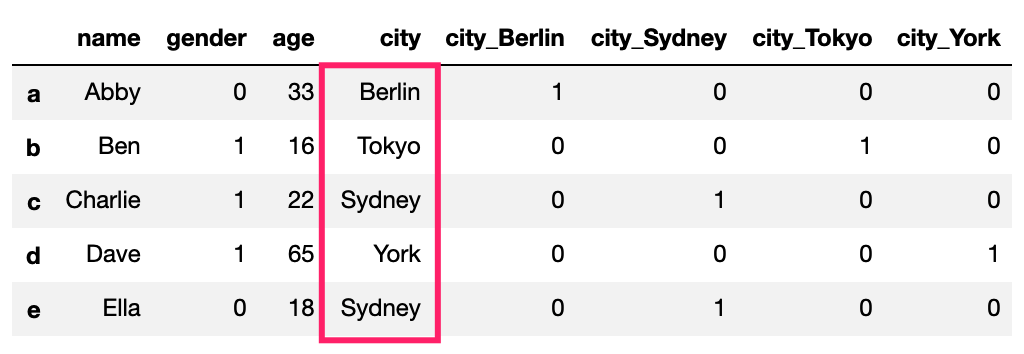 name gender age city city_Berlin city_Sydney city_Tokyo city_York
a Abby 0 33 Berlin 1 0 0 0
b Ben 1 16 Tokyo 0 0 1 0
c Charlie 1 22 Sydney 0 1 0 0
d Dave 1 65 York 0 0 0 1
e Ella 0 18 Sydney 0 1 0 0